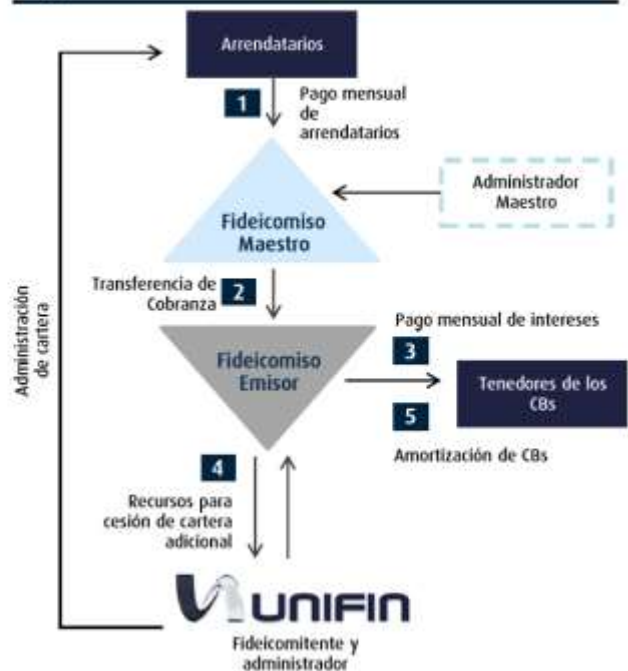 Arrendatarios
1
Pago mensual
de
arrendatarios
Administrador
Maestro
Fideicomiso
Maestro
Transferencia de
Cobranza
2
Pago mensual de intereses
3
Fideicomiso
Emisor
Tenedores de los
CBs
5
Amortización de CBs
4
Recursos para
cesión de cartera
adicional
Administración
de cartera
UNIFIN
Fideicomitente y
administrador